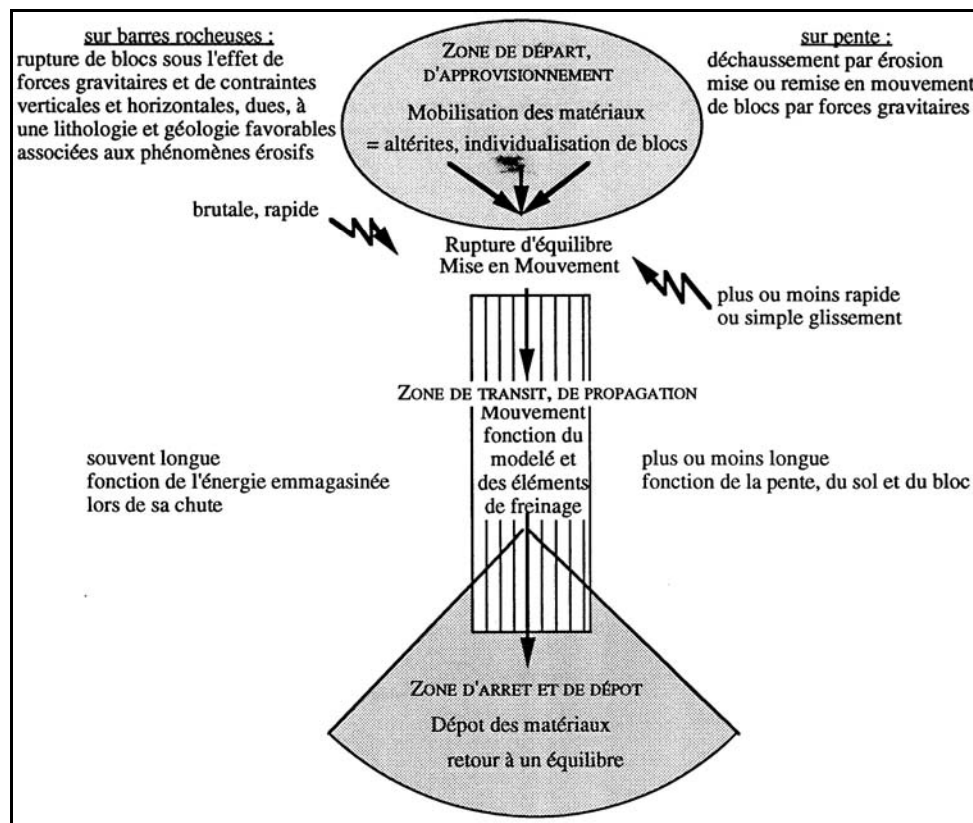 sur barres rocheuses :
rupture de blocs sous l'effet de
forces gravitaires et de contraintes
verticales et horizontales, dues, à
une lithologie et géologie favorables
associées aux phénomènes érosifs
ZONE DE DÉPART,
D'APPROVISIONNEMENT
Mobilisation des matériaux
= altérites, individualisation de blocs
sur pente :
déchaussement par érosion
mise ou remise en mouvement
de blocs par forces gravitaires
brutale, rapide
Rupture d'équilibre
Mise en Mouvement
plus ou moins rapide
ou simple glissement
ZONE DE TRANSIT, DE PROPAGATION
Mouvement
fonction du
modelé et
des éléments
de freinage
souvent longue
fonction de l'énergie emmagasinée
lors de sa chute
plus ou moins longue
fonction de la pente, du sol et du bloc
ZONE D'ARRET ET DE DÉPOT
Dépot des matériaux
retour à un équilibre